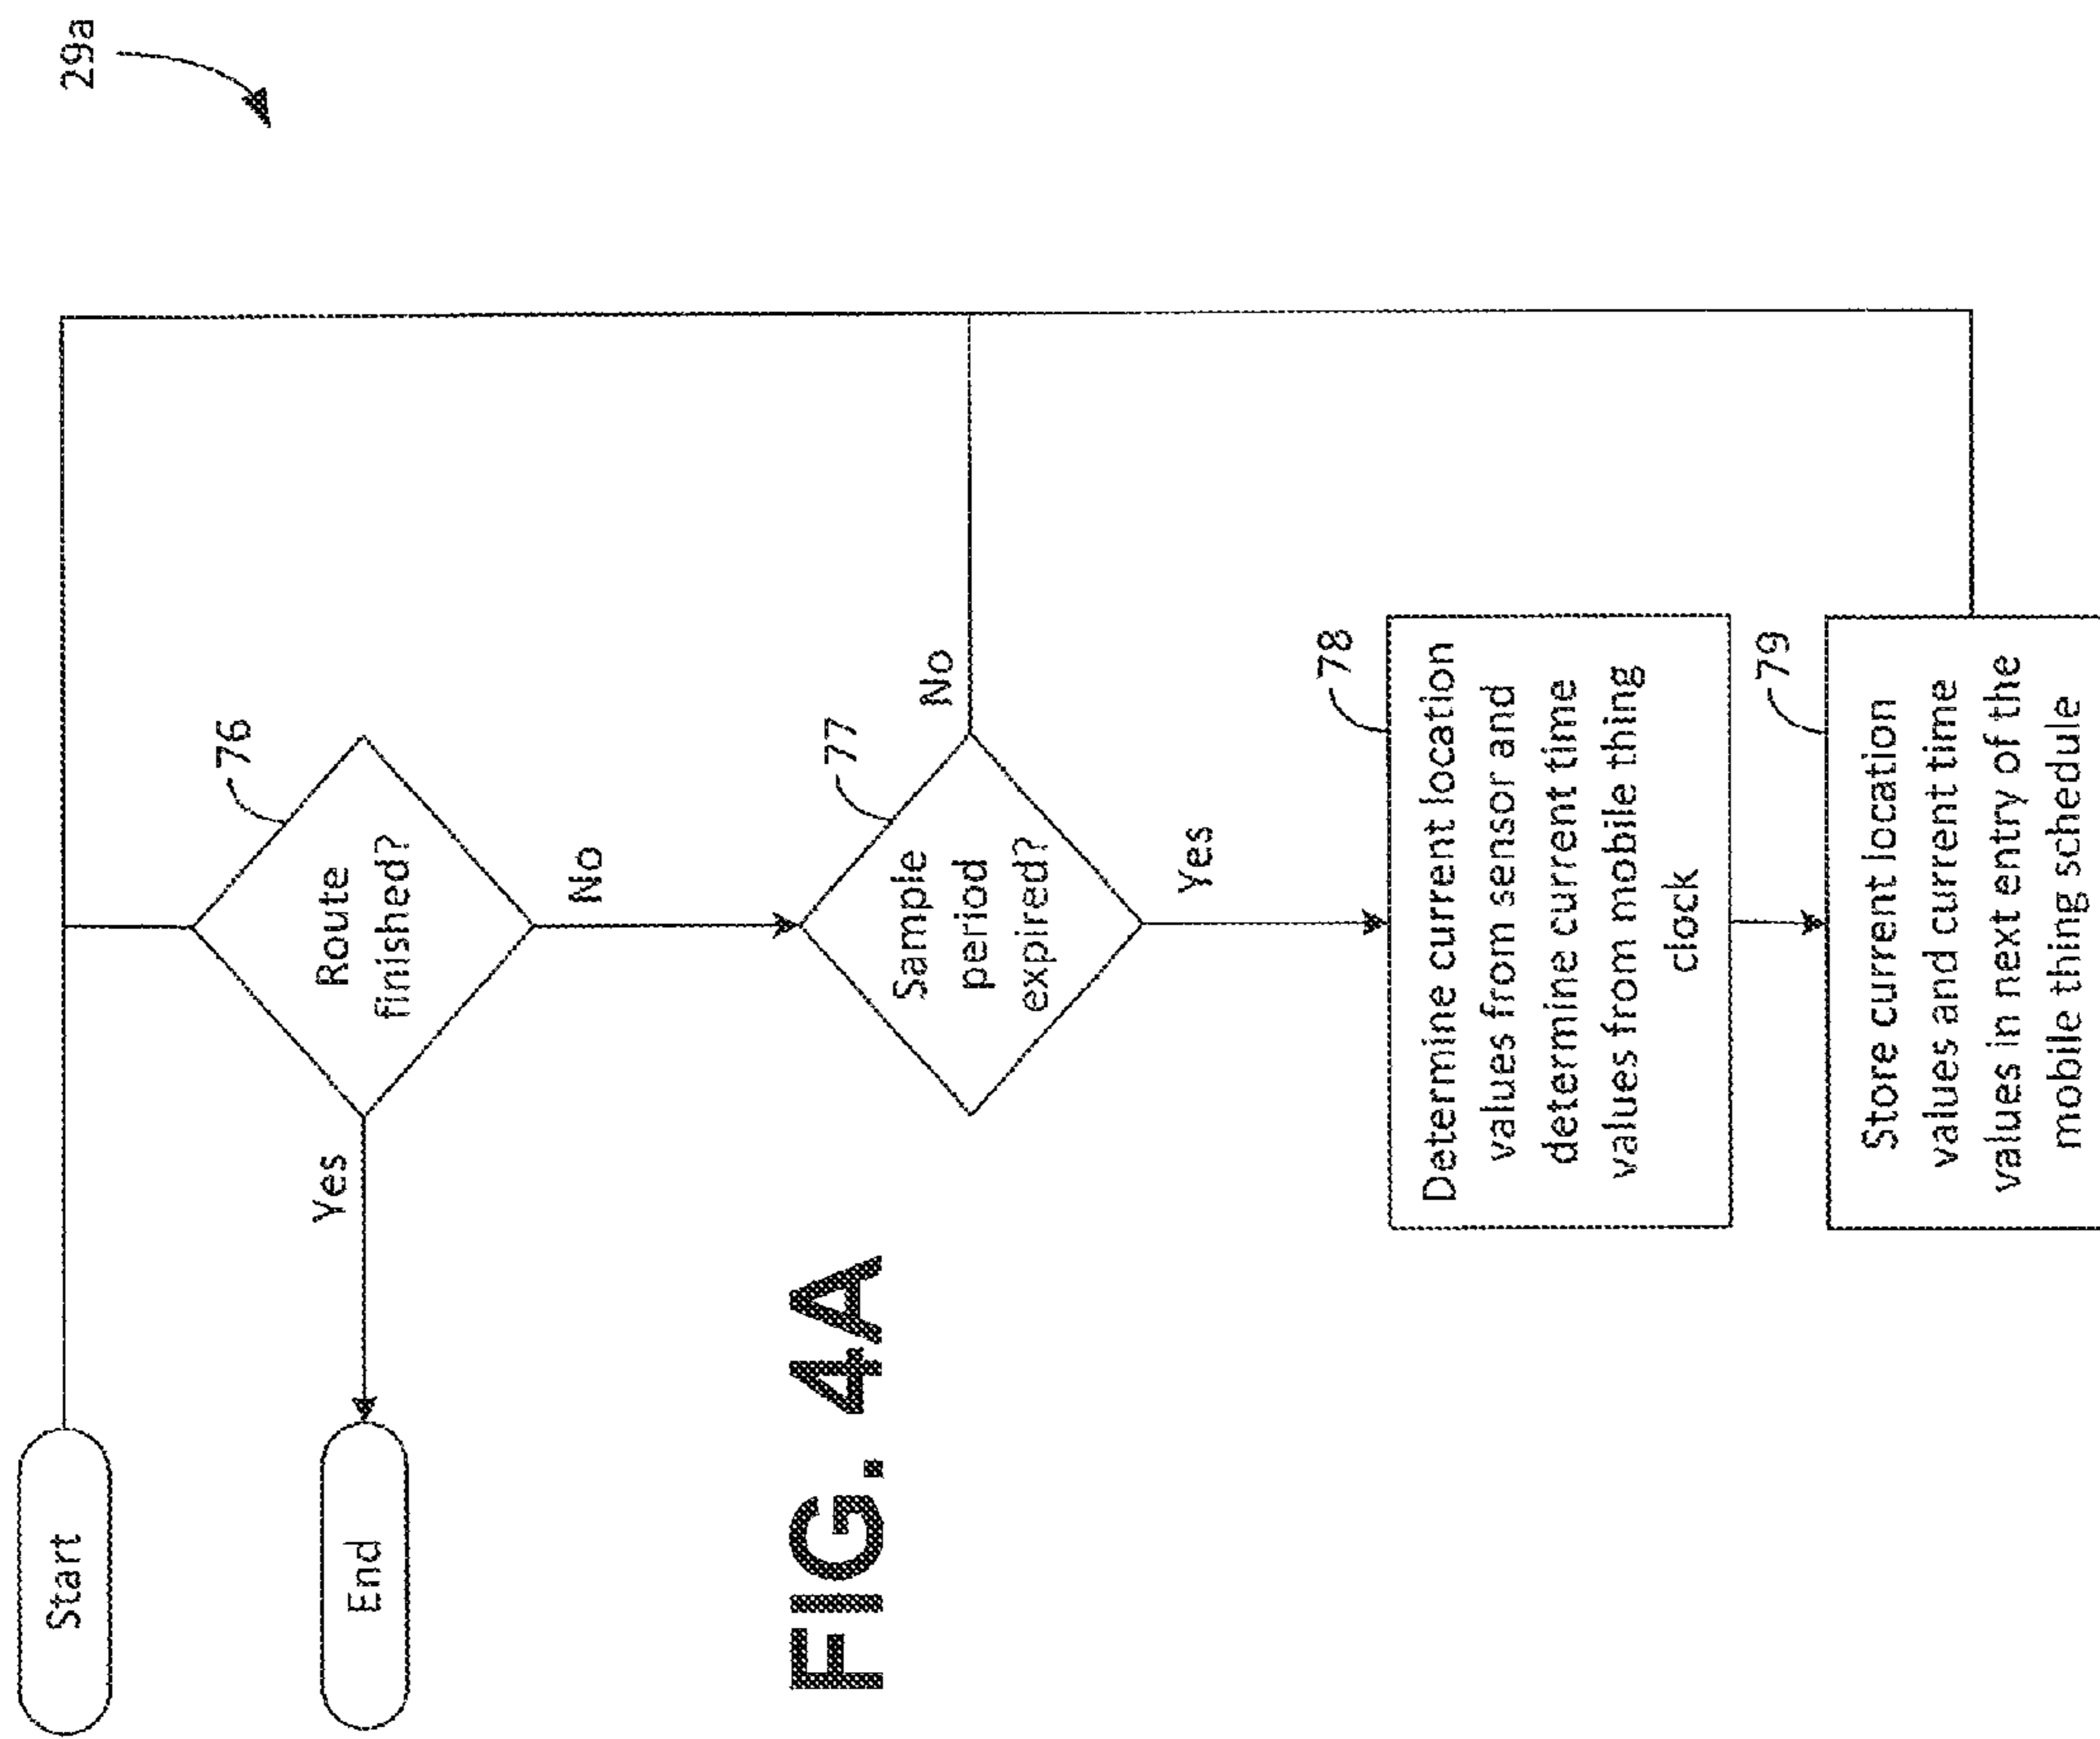 29a
Start
76
Route
finished?
Yes
End
No
77
Sample
period
expired?
No
Yes
78
Determine current location
values from sensor and
determine current time
values from mobile thing
clock
79
Store current location
values and current time
values in next entry of the
mobile thing schedule
FIG. 4A